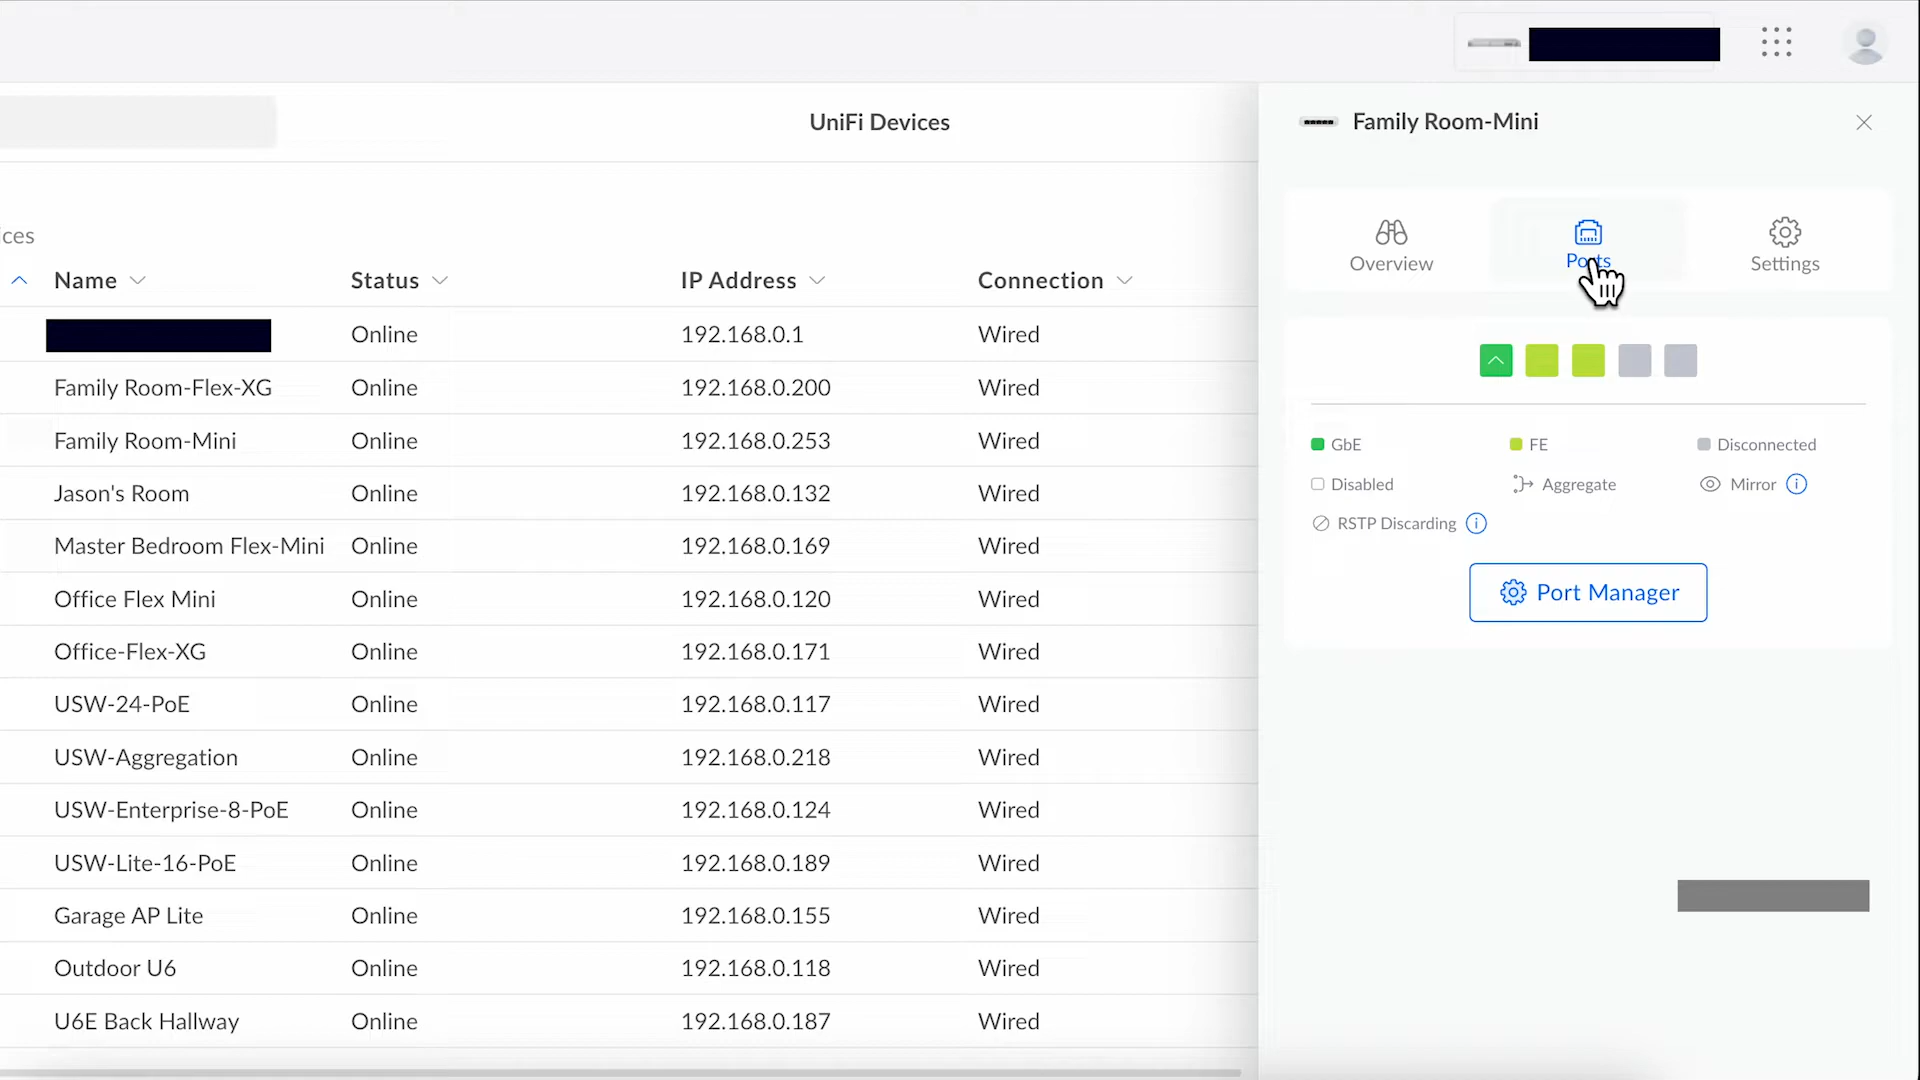 UniFi Devices
Family Room-Mini
Overview
Ports
Settings
ices
Name
Status
IP Address
Connection
Online 192.168.0.1 Wired
Family Room-Flex-XG Online 192.168.0.200 Wired
Family Room-Mini Online 192.168.0.253 Wired
Jason's Room Online 192.168.0.132 Wired
Master Bedroom Flex-Mini Online 192.168.0.169 Wired
Office Flex Mini Online 192.168.0.120 Wired
Office-Flex-XG Online 192.168.0.171 Wired
USW-24-PoE Online 192.168.0.117 Wired
USW-Aggregation Online 192.168.0.218 Wired
USW-Enterprise-8-PoE Online 192.168.0.124 Wired
USW-Lite-16-PoE Online 192.168.0.189 Wired
Garage AP Lite Online 192.168.0.155 Wired
Outdoor U6 Online 192.168.0.118 Wired
U6E Back Hallway Online 192.168.0.187 Wired
GbE
FE
Disconnected
Disabled
Aggregate
Mirror
RSTP Discarding
Port Manager